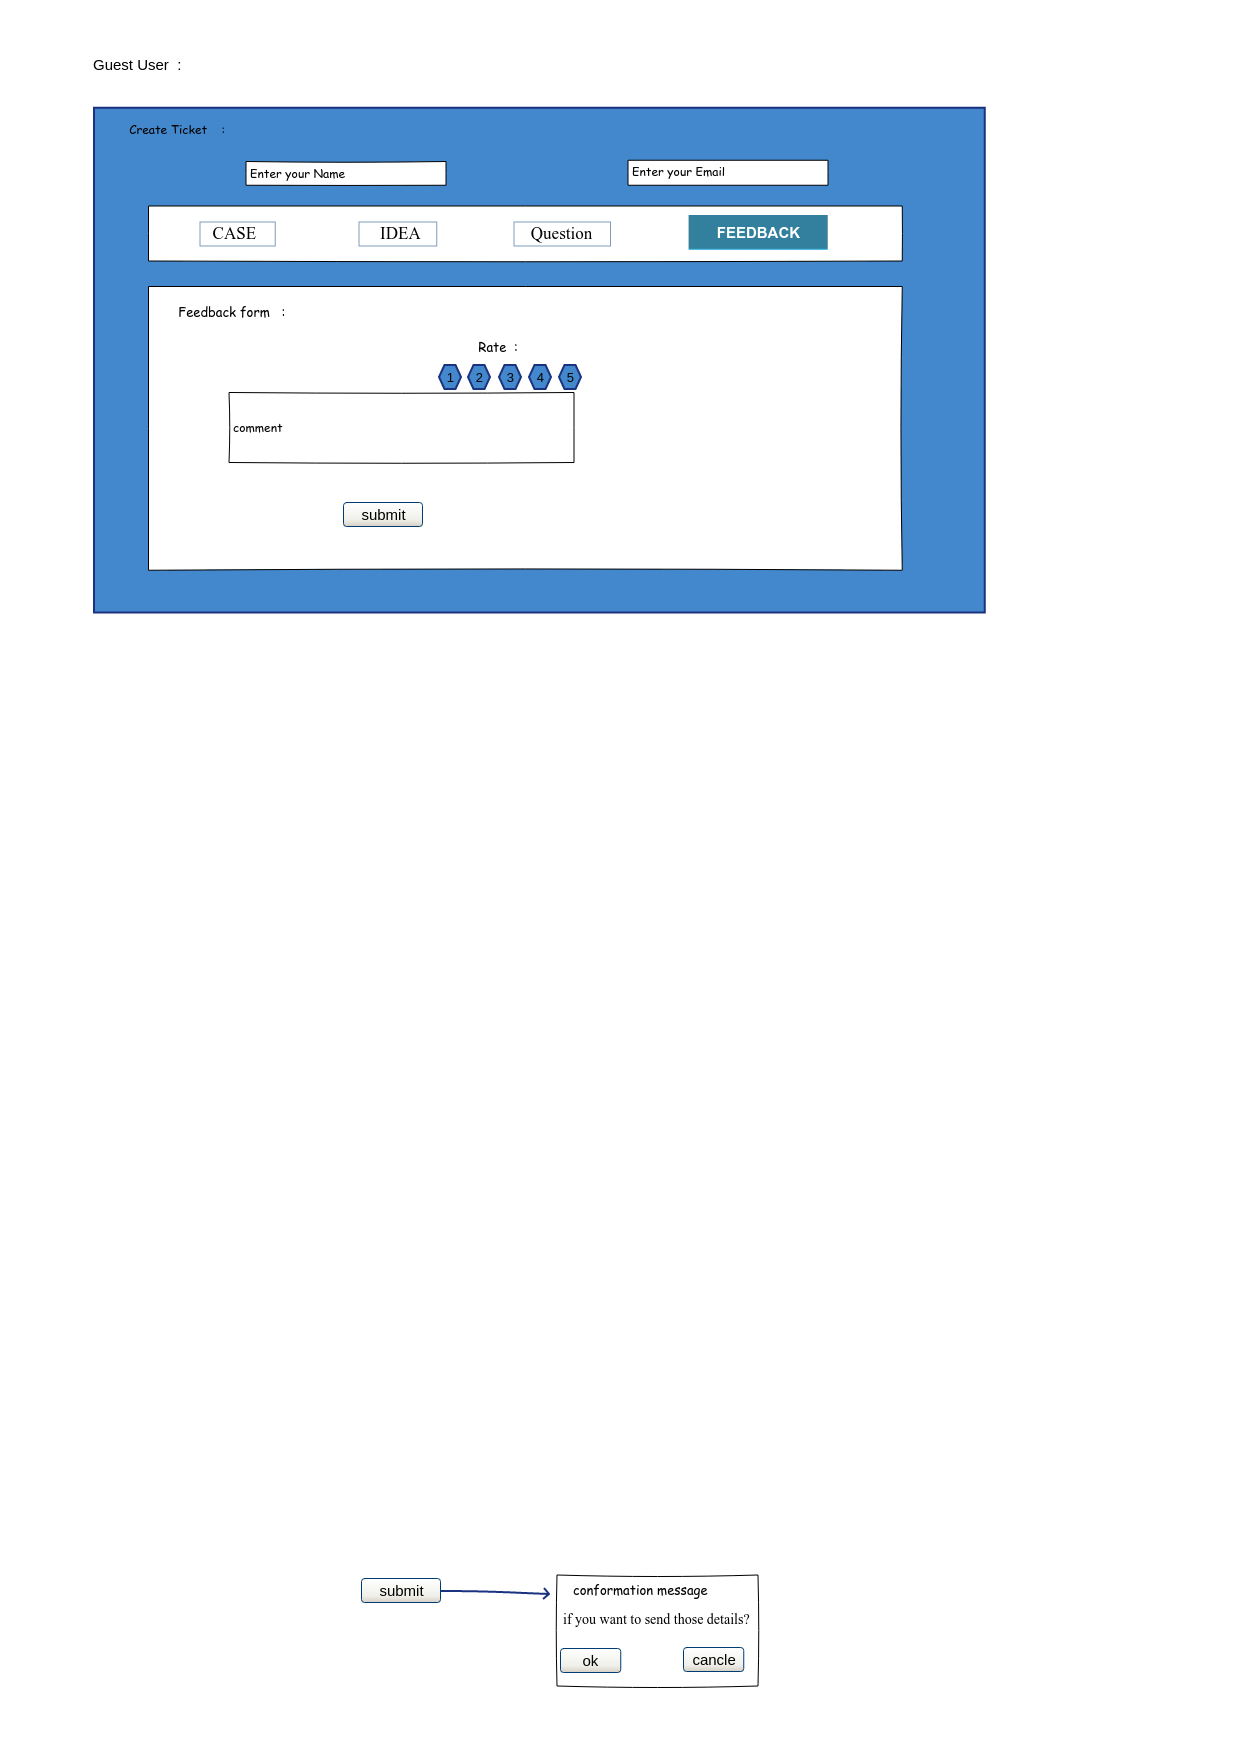 Guest User  :
Create Ticket    :
Enter your Name
Enter your Email
CASE
IDEA
Question
FEEDBACK
Feedback form   :
Rate  :
1 2 3 4 5
comment
submit
submit
conformation message
if you want to send those details?
ok
cancle